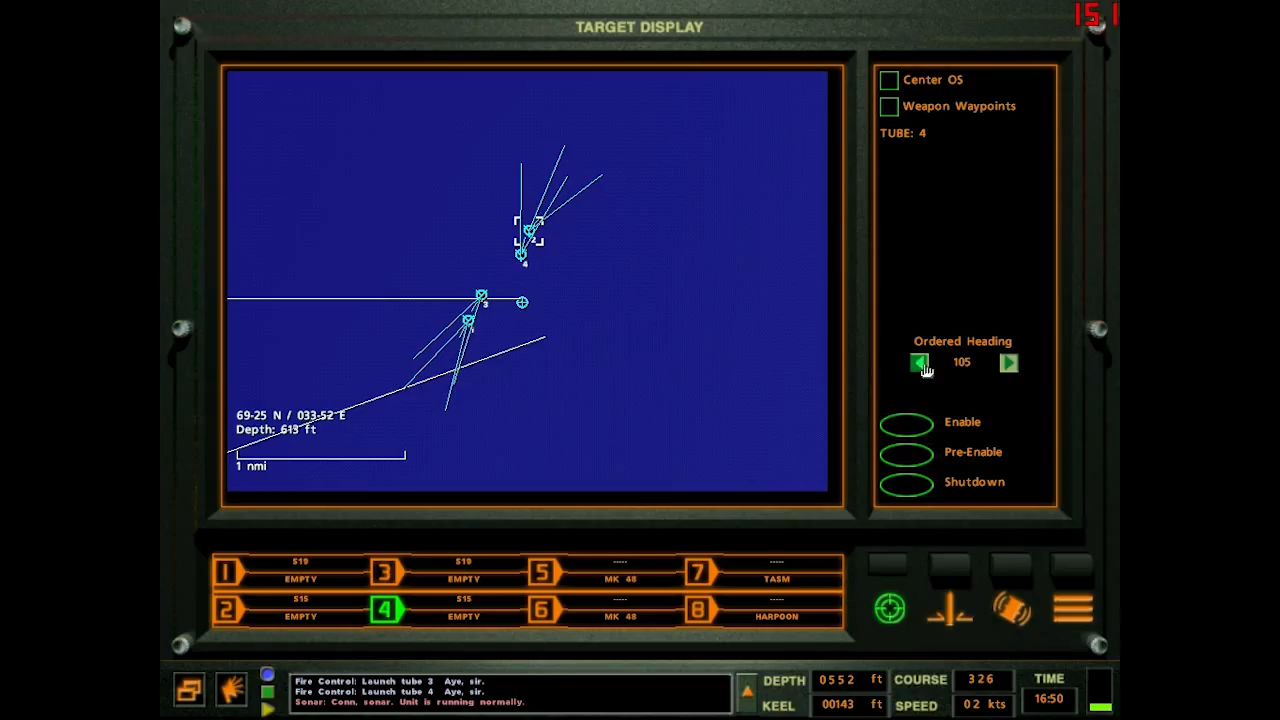 TARGET DISPLAY
151
Center OS
Weapon Waypoints
TUBE: 4
2
4
3
1
69-25 N / 033-52 E
Depth: 613 ft
1 nmi
Ordered Heading
105
Enable
Pre-Enable
Shutdown
1 S19 EMPTY 3 S19 EMPTY 5 ----- MK 48 7 ----- TASM
2 S15 EMPTY 4 S15 EMPTY 6 ----- MK 48 8 ----- HARPOON
Fire Control: Launch tube 3 Aye, sir.
Fire Control: Launch tube 4 Aye, sir.
Sonar: Conn, sonar. Unit is running normally.
DEPTH 0552 ft COURSE 326 TIME
KEEL 00143 ft SPEED 02 kts 16:50